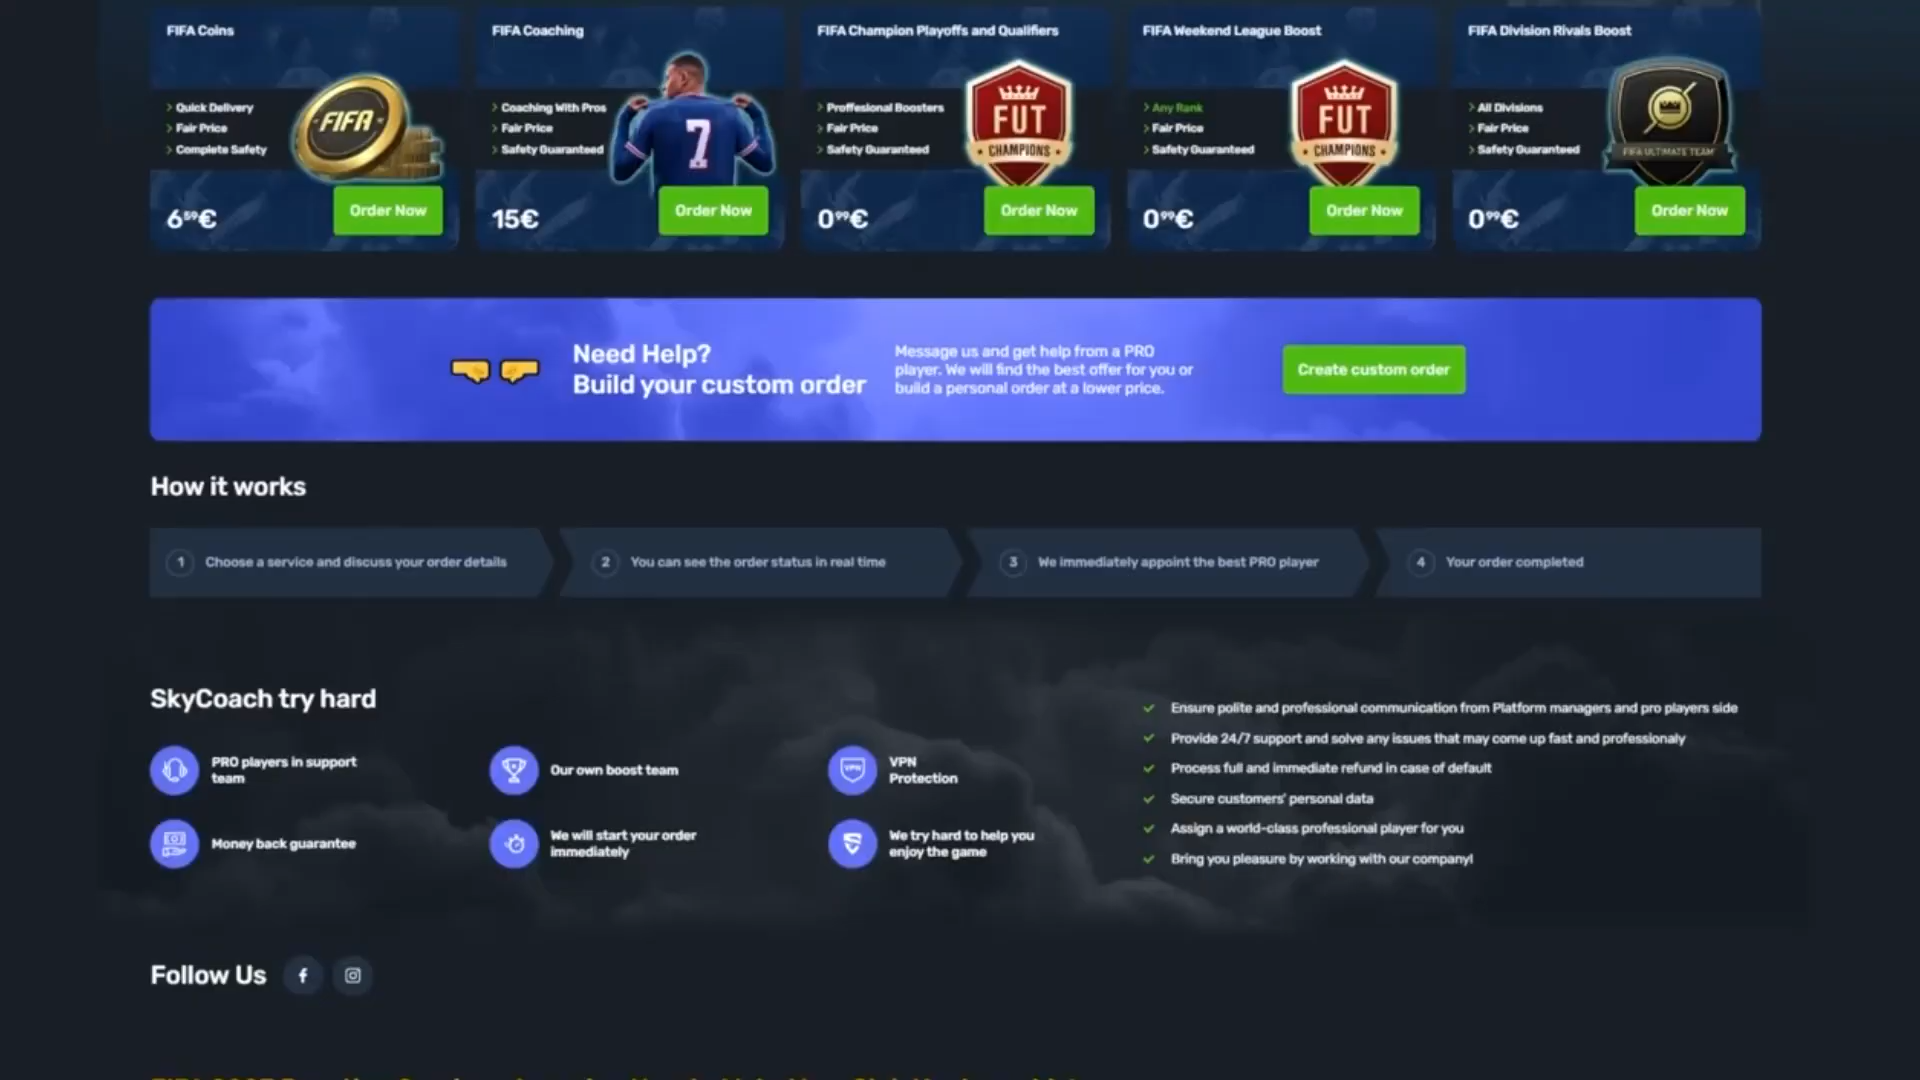 FIFA Coins
FIFA Coaching
FIFA Champion Playoffs and Qualifiers
FIFA Weekend League Boost
FIFA Division Rivals Boost
> Quick Delivery
> Fair Price
> Complete Safety
FIFA
> Coaching With Pros
> Fair Price
> Safety Guaranteed
7
> Proffesional Boosters
> Fair Price
> Safety Guaranteed
FUT
CHAMPIONS
> Any Rank
> Fair Price
> Safety Guaranteed
FUT
CHAMPIONS
> All Divisions
> Fair Price
> Safety Guaranteed
FIFA ULTIMATE TEAM
6⁵⁹€
Order Now
15€
Order Now
0⁹⁹€
Order Now
0⁹⁹€
Order Now
0⁹⁹€
Order Now
Need Help?
Build your custom order
Message us and get help from a PRO
player. We will find the best offer for you or
build a personal order at a lower price.
Create custom order
How it works
1 Choose a service and discuss your order details
2 You can see the order status in real time
3 We immediately appoint the best PRO player
4 Your order completed
SkyCoach try hard
PRO players in support
team
Our own boost team
VPN
VPN
Protection
Money back guarantee
We will start your order
immediately
We try hard to help you
enjoy the game
Ensure polite and professional communication from Platform managers and pro players side
Provide 24/7 support and solve any issues that may come up fast and professionaly
Process full and immediate refund in case of default
Secure customers' personal data
Assign a world-class professional player for you
Bring you pleasure by working with our company!
Follow Us